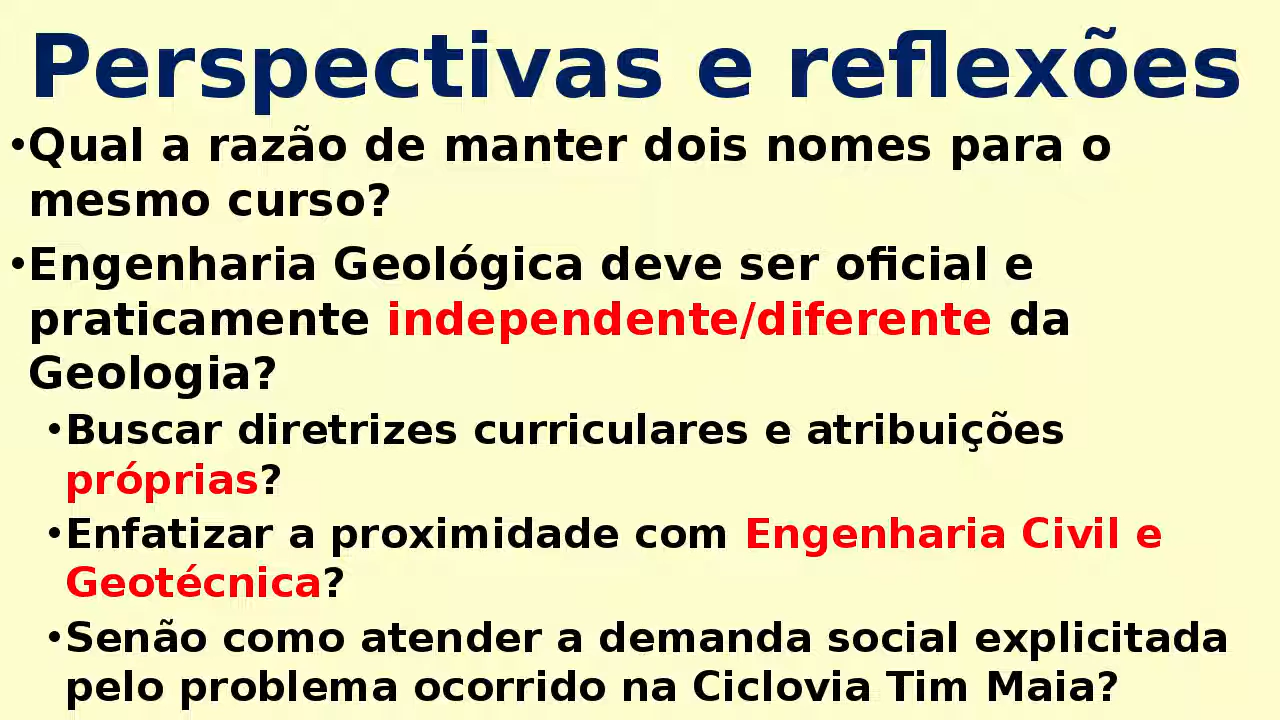 Perspectivas e reflexões
•Qual a razão de manter dois nomes para o
mesmo curso?
•Engenharia Geológica deve ser oficial e
praticamente independente/diferente da
Geologia?
•Buscar diretrizes curriculares e atribuições
próprias?
•Enfatizar a proximidade com Engenharia Civil e
Geotécnica?
•Senão como atender a demanda social explicitada
pelo problema ocorrido na Ciclovia Tim Maia?